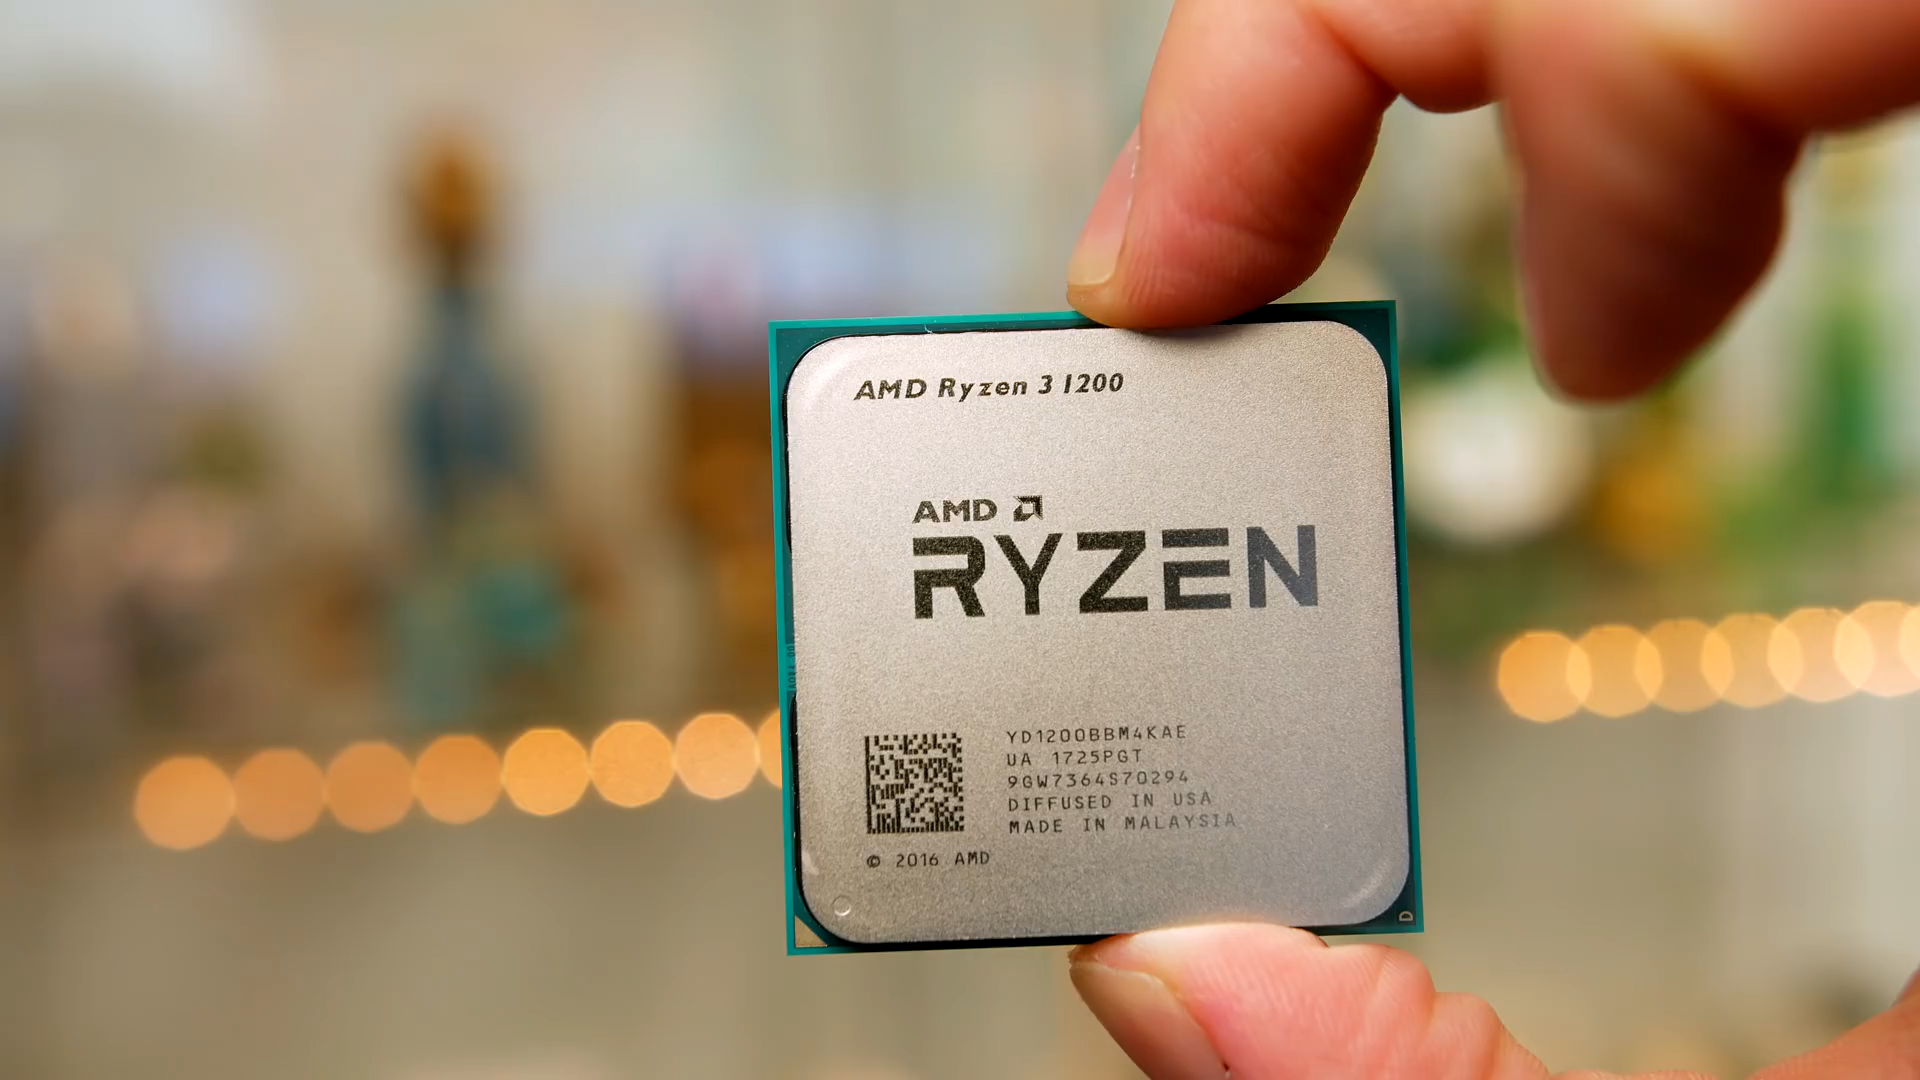 AMD Ryzen 3 1200
AMD
RYZEN
YD1200BBM4KAE
UA 1725PGT
9GW7364S70294
DIFFUSED IN USA
MADE IN MALAYSIA
© 2016 AMD
D